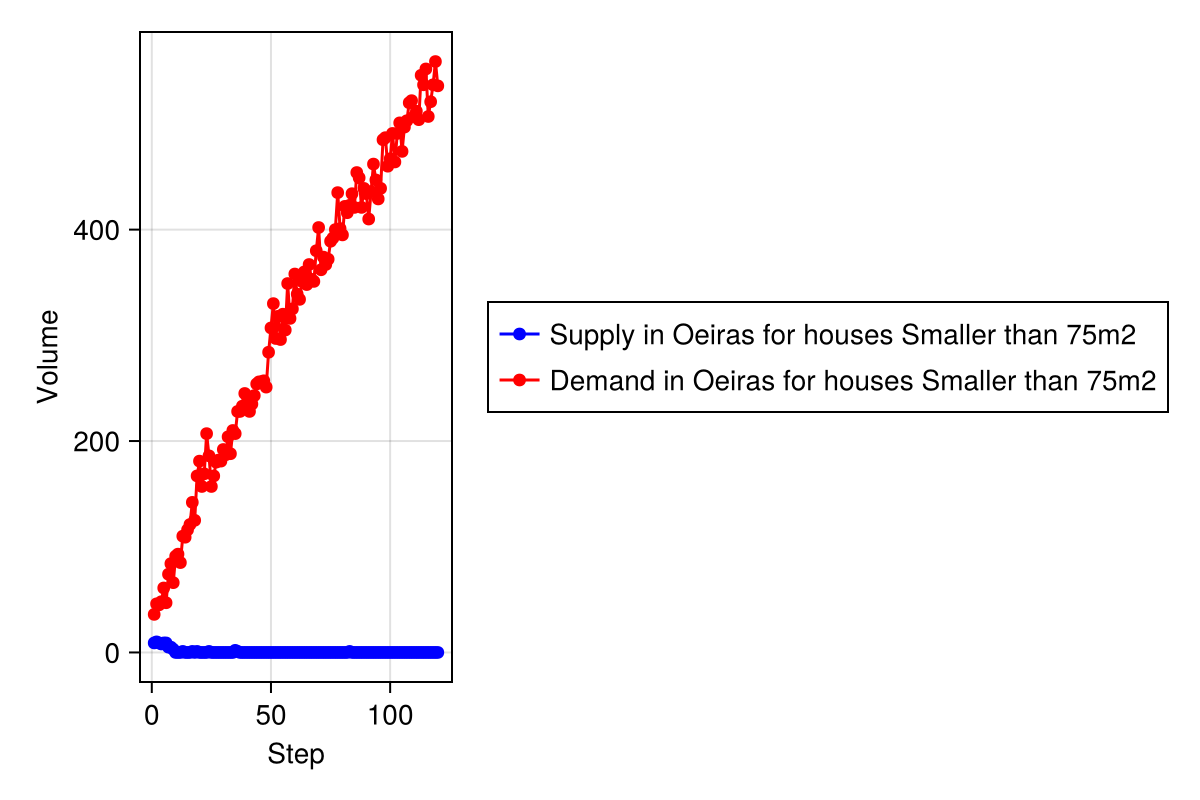 Volume
400
200
0
0 50 100
Step
Supply in Oeiras for houses Smaller than 75m2
Demand in Oeiras for houses Smaller than 75m2